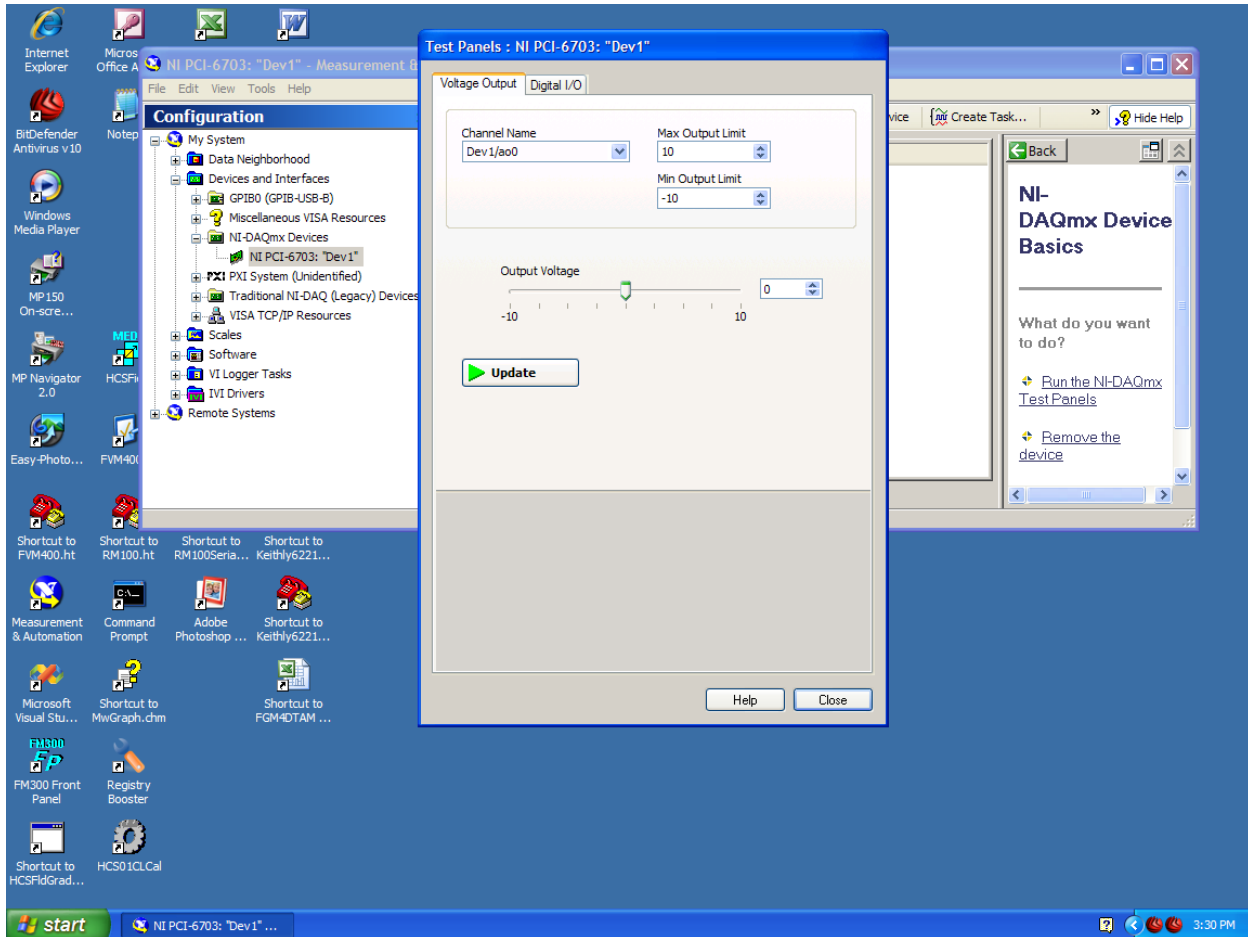 Internet
Explorer
Micros
Office A
BitDefender
Antivirus v10
Notep
Windows
Media Player
MP150
On-scre...
MP Navigator
2.0
MED
HCSFi
Easy-Photo...
FVM400
Shortcut to
FVM400.ht
Shortcut to
RM100.ht
Shortcut to
RM100Seria...
Shortcut to
Keithly6221...
Measurement
& Automation
C:\_
Command
Prompt
Adobe
Photoshop ...
Shortcut to
Keithly6221...
Microsoft
Visual Stu...
Shortcut to
MwGraph.chm
Shortcut to
FGM4DTAM ...
FM300
FP
FM300 Front
Panel
Registry
Booster
Shortcut to
HCSFldGrad...
HCS01CLCal
NI PCI-6703: "Dev1" - Measurement &
File Edit View Tools Help
Configuration
My System
Data Neighborhood
Devices and Interfaces
GPIB0 (GPIB-USB-B)
Miscellaneous VISA Resources
NI-DAQmx Devices
NI PCI-6703: "Dev1"
PXI PXI System (Unidentified)
Traditional NI-DAQ (Legacy) Devices
VISA TCP/IP Resources
Scales
Software
VI Logger Tasks
IVI Drivers
Remote Systems
Test Panels : NI PCI-6703: "Dev1"
Voltage Output Digital I/O
Channel Name
Dev1/ao0
Max Output Limit
10
Min Output Limit
-10
Output Voltage
0
-10 10
Update
Help Close
vice Create Task... » Hide Help
Back
NI-
DAQmx Device
Basics
What do you want
to do?
Run the NI-DAQmx
Test Panels
Remove the
device
start NI PCI-6703: "Dev1" ... 3:30 PM